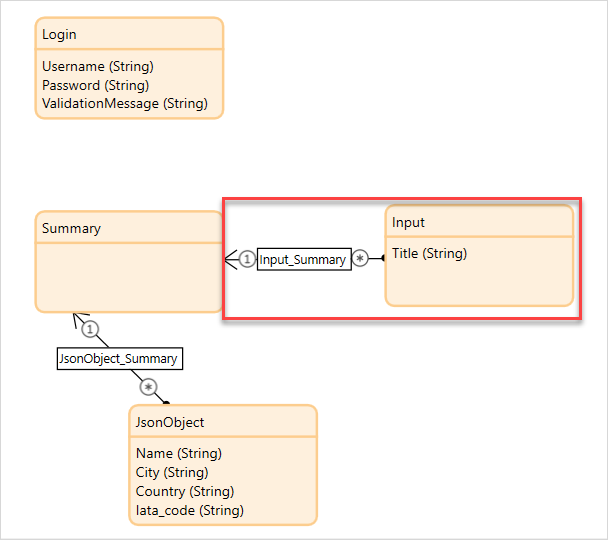 Login
Username (String)
Password (String)
ValidationMessage (String)
Summary
Input
Title (String)
1
Input_Summary
*
1
JsonObject_Summary
*
JsonObject
Name (String)
City (String)
Country (String)
Iata_code (String)